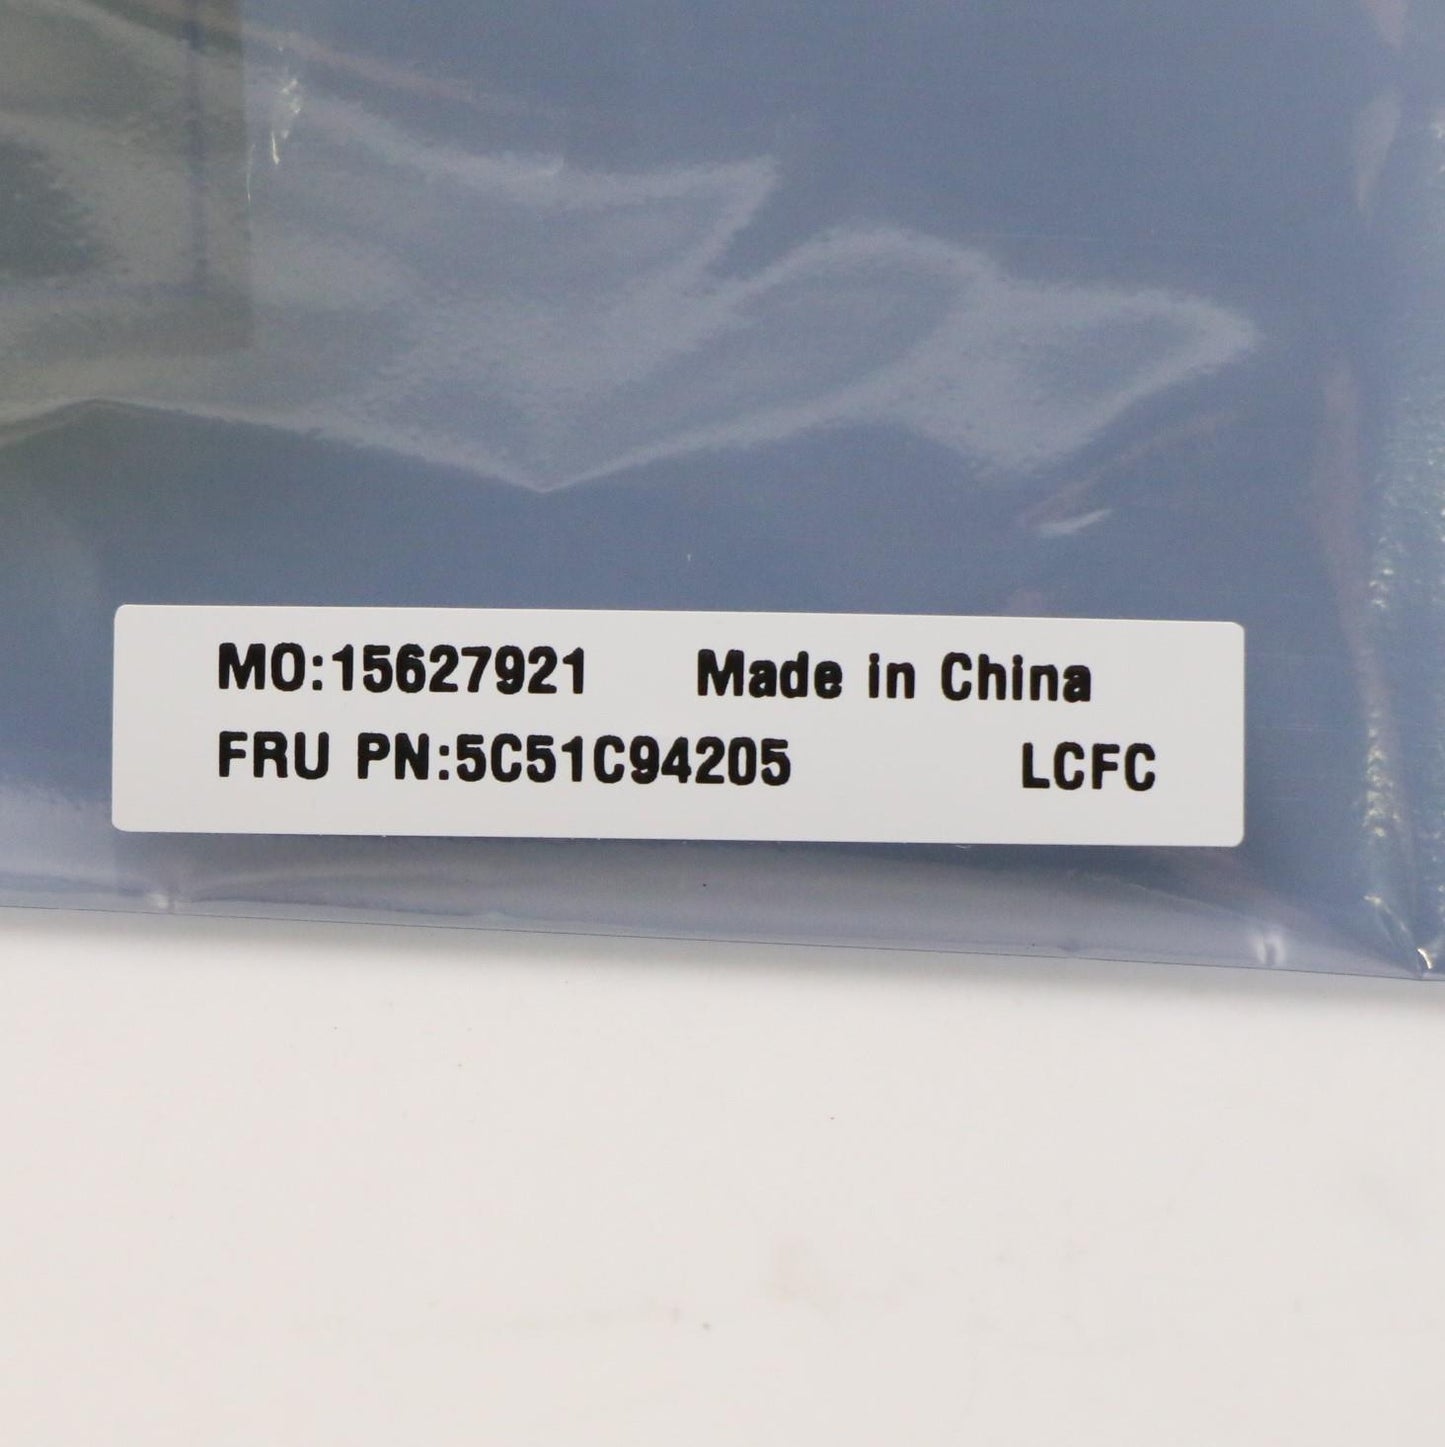 MO:15627921 Made in China
FRU PN:5C51C94205 LCFC